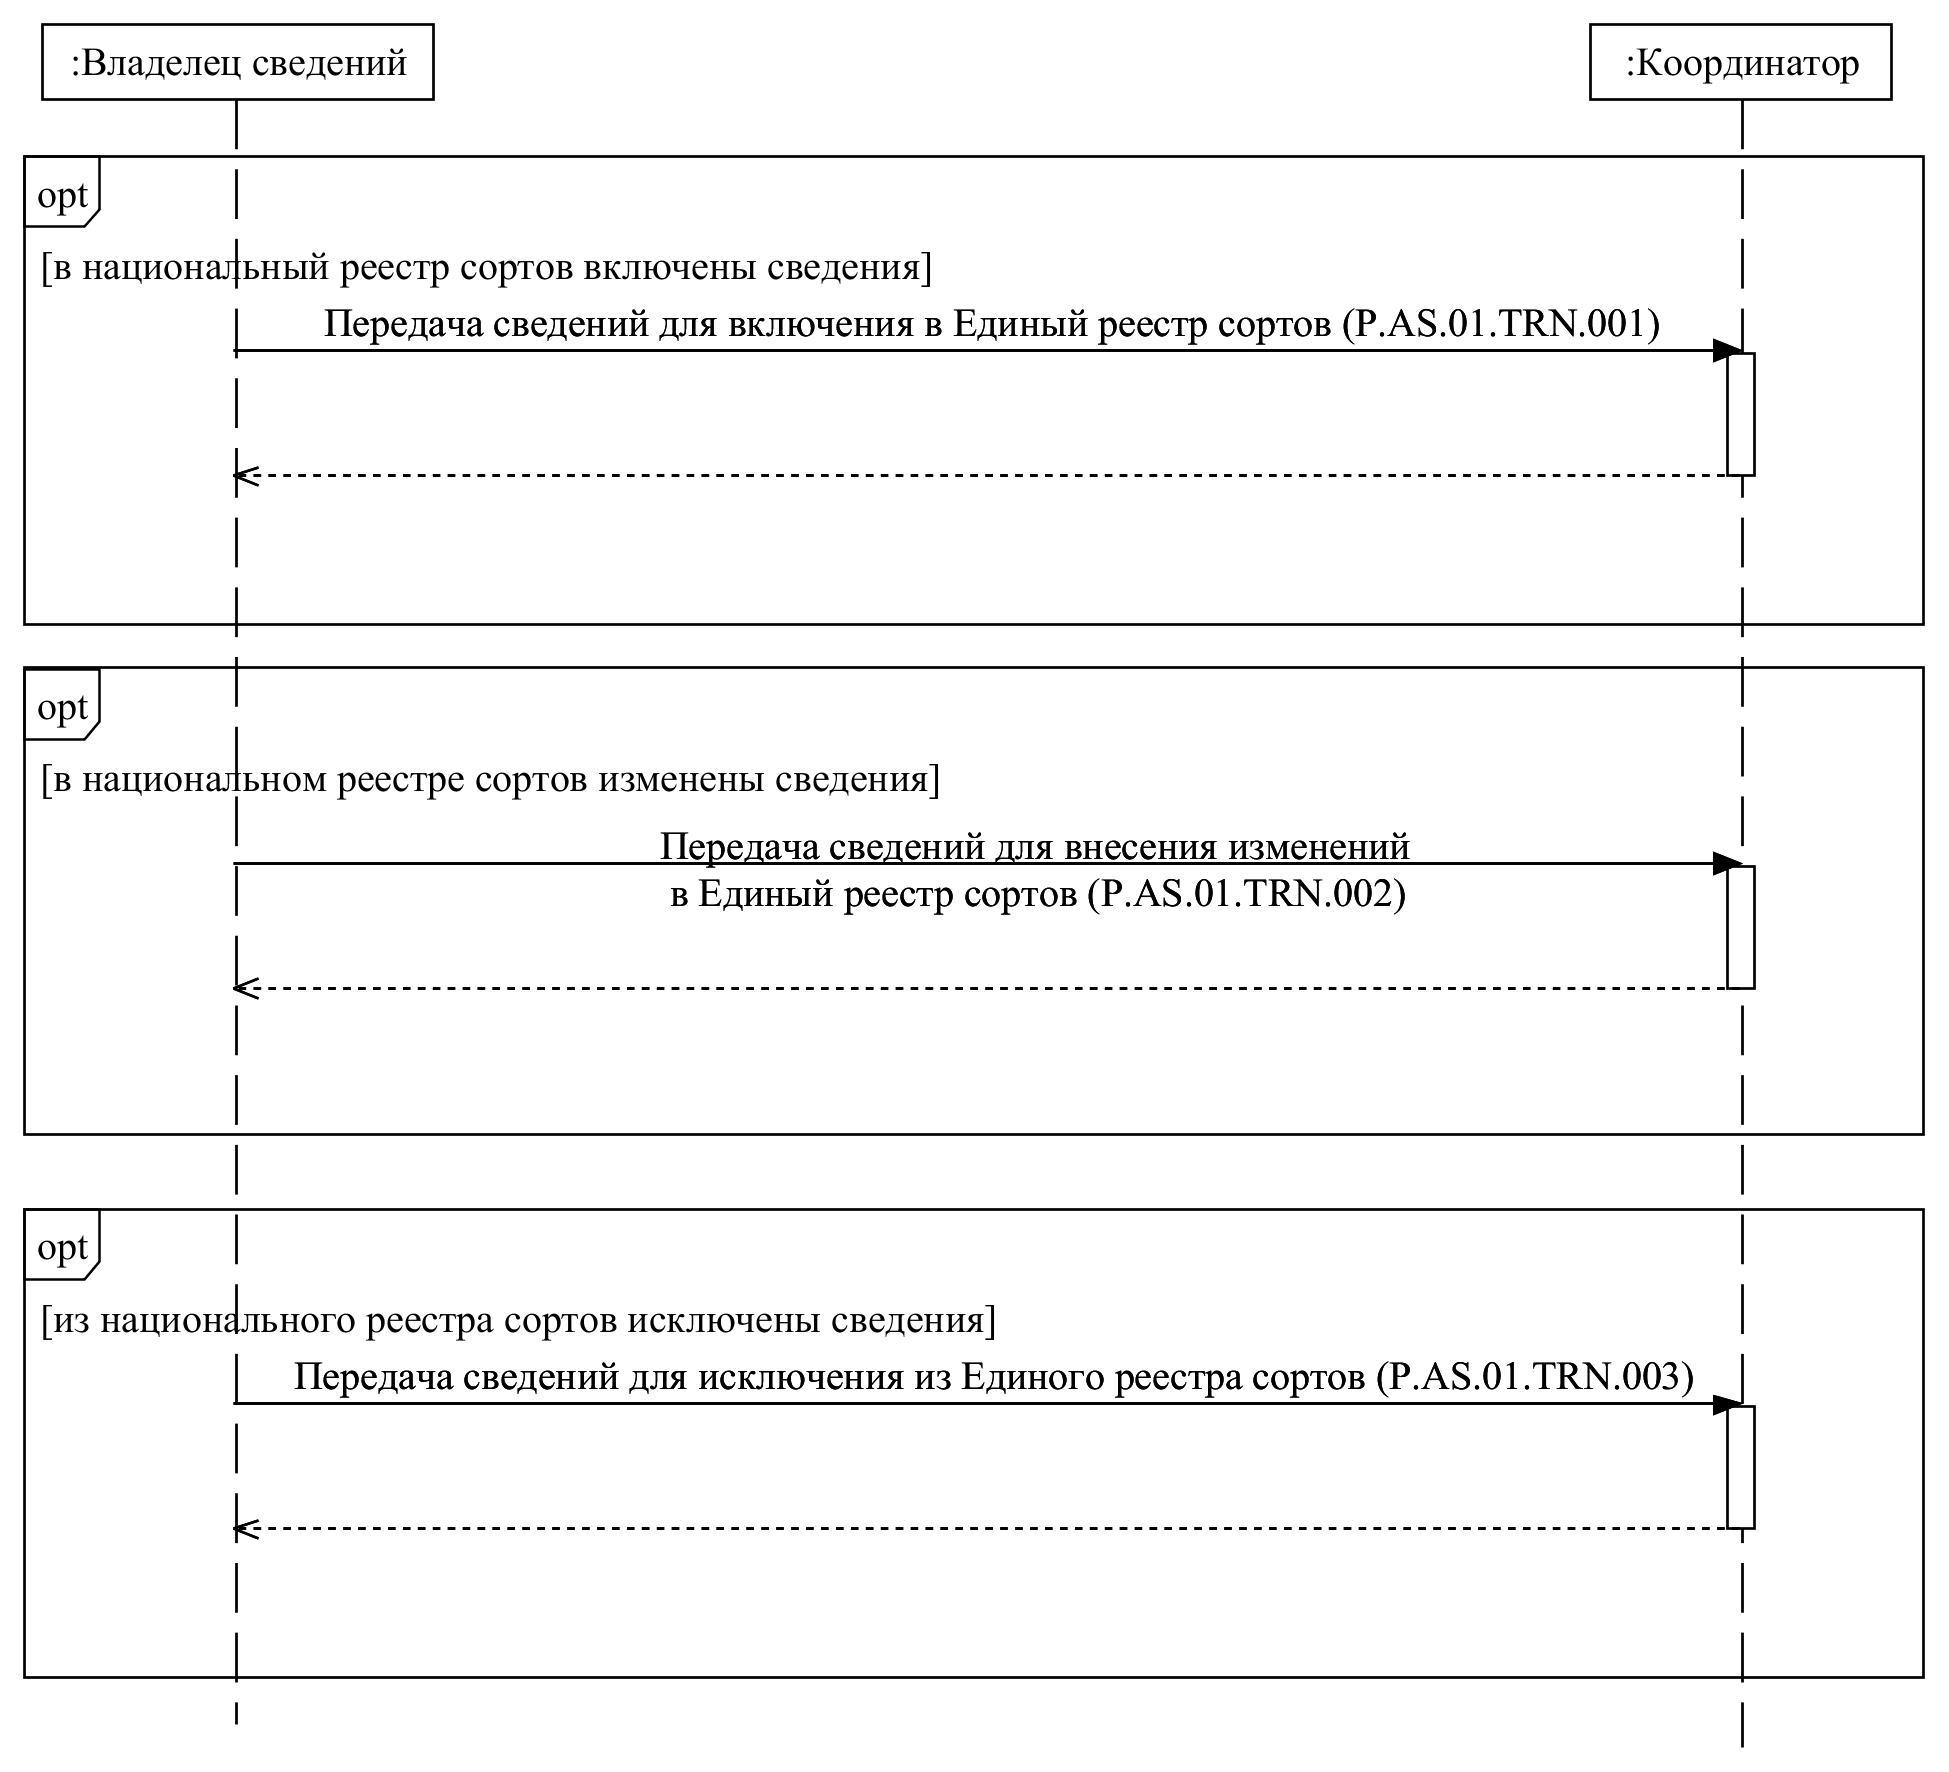 :Владелец сведений
:Координатор
opt
[в национальный реестр сортов включены сведения]
Передача сведений для включения в Единый реестр сортов (P.AS.01.TRN.001)
opt
[в национальном реестре сортов изменены сведения]
Передача сведений для внесения изменений
в Единый реестр сортов (P.AS.01.TRN.002)
opt
[из национального реестра сортов исключены сведения]
Передача сведений для исключения из Единого реестра сортов (P.AS.01.TRN.003)